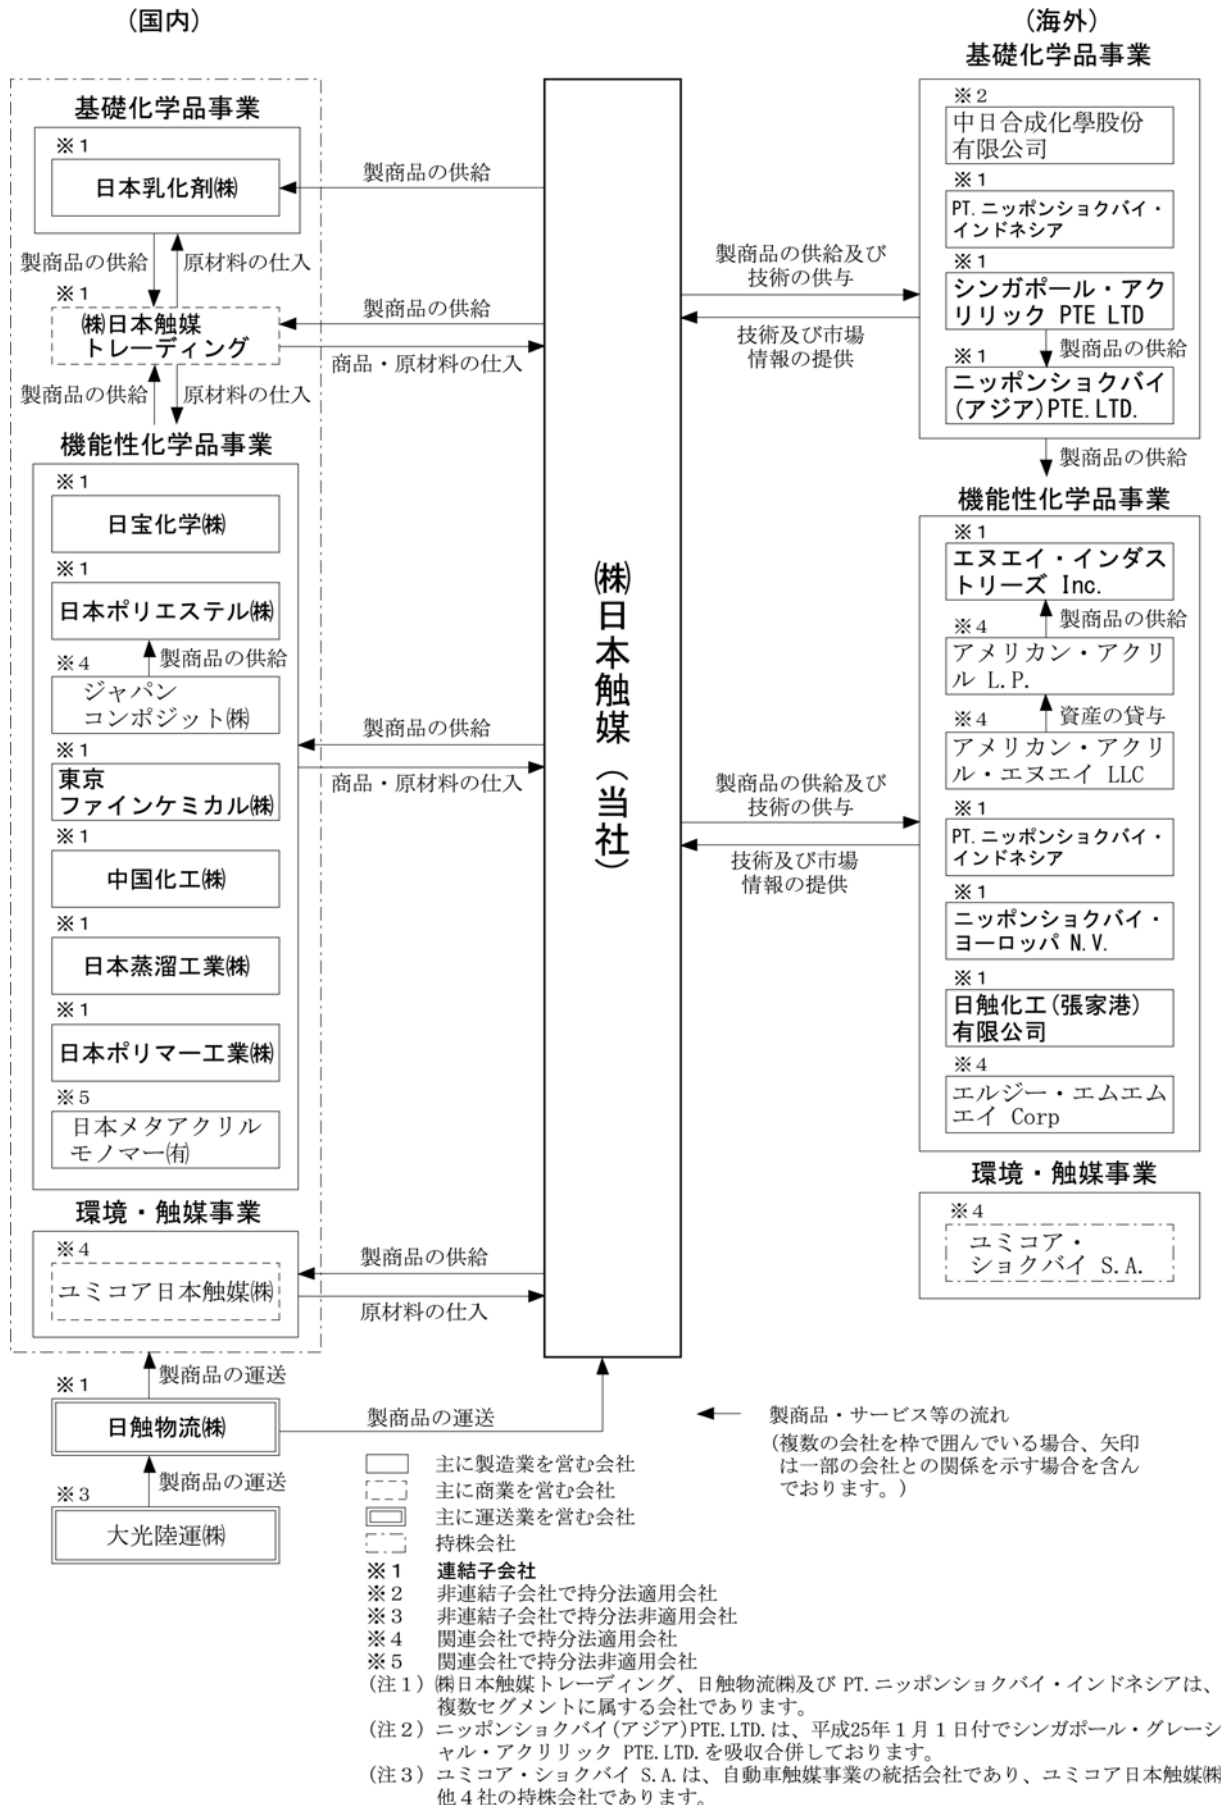 (国内)
基礎化学品事業
※1
日本乳化剤㈱
製商品の供給
製商品の供給
原材料の仕入
※1
㈱日本触媒
トレーディング
製商品の供給
商品・原材料の仕入
製商品の供給
原材料の仕入
機能性化学品事業
※1
日宝化学㈱
※1
日本ポリエステル㈱
※4
製商品の供給
ジャパン
コンポジット㈱
※1
東京
ファインケミカル㈱
製商品の供給
商品・原材料の仕入
※1
中国化工㈱
※1
日本蒸溜工業㈱
※1
日本ポリマー工業㈱
※5
日本メタアクリル
モノマー㈲
環境・触媒事業
※4
ユミコア日本触媒㈱
製商品の供給
原材料の仕入
製商品の運送
※1
日触物流㈱
製商品の運送
製商品の運送
※3
大光陸運㈱
㈱日本触媒（当社）
(海外)
基礎化学品事業
※2
中日合成化學股份
有限公司
※1
PT.ニッポンショクバイ・
インドネシア
※1
シンガポール・アク
リリック PTE LTD
製商品の供給
※1
ニッポンショクバイ
(アジア)PTE.LTD.
製商品の供給及び
技術の供与
技術及び市場
情報の提供
製商品の供給
機能性化学品事業
※1
エヌエイ・インダス
トリーズ Inc.
製商品の供給
※4
アメリカン・アクリ
ル L.P.
※4
資産の貸与
アメリカン・アクリ
ル・エヌエイ LLC
製商品の供給及び
技術の供与
技術及び市場
情報の提供
※1
PT.ニッポンショクバイ・
インドネシア
※1
ニッポンショクバイ・
ヨーロッパ N.V.
※1
日触化工(張家港)
有限公司
※4
エルジー・エムエム
エイ Corp
環境・触媒事業
※4
ユミコア・
ショクバイ S.A.
製商品・サービス等の流れ
(複数の会社を枠で囲んでいる場合、矢印
は一部の会社との関係を示す場合を含ん
でおります。)
主に製造業を営む会社
主に商業を営む会社
主に運送業を営む会社
持株会社
※1 連結子会社
※2 非連結子会社で持分法適用会社
※3 非連結子会社で持分法非適用会社
※4 関連会社で持分法適用会社
※5 関連会社で持分法非適用会社
(注1) ㈱日本触媒トレーディング、日触物流㈱及び PT.ニッポンショクバイ・インドネシアは、
複数セグメントに属する会社であります。
(注2) ニッポンショクバイ(アジア)PTE.LTD.は、平成25年1月1日付でシンガポール・グレーシ
ャル・アクリリック PTE.LTD.を吸収合併しております。
(注3) ユミコア・ショクバイ S.A.は、自動車触媒事業の統括会社であり、ユミコア日本触媒㈱
他4社の持株会社であります。